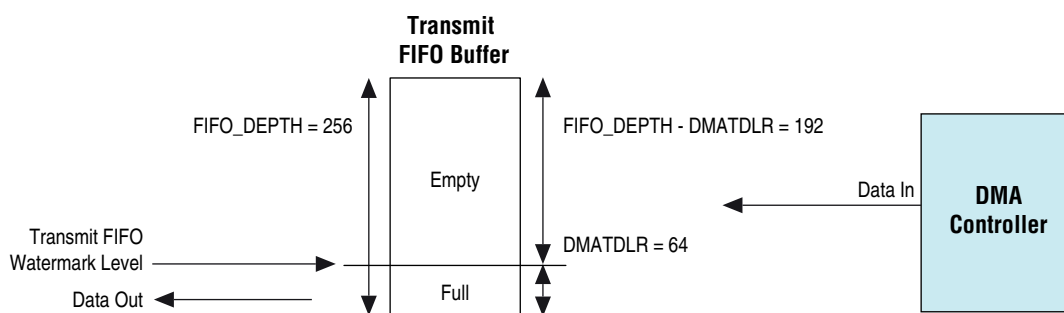 Transmit
FIFO Buffer
FIFO_DEPTH = 256
FIFO_DEPTH - DMATDLR = 192
Empty
Data In
DMA
Controller
Transmit FIFO
Watermark Level
DMATDLR = 64
Data Out
Full